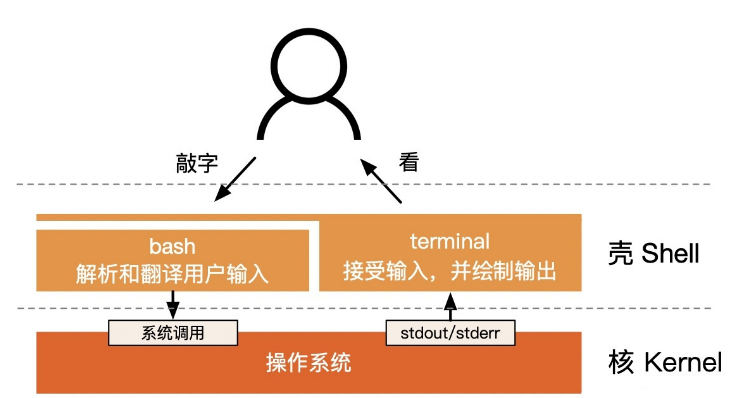 敲字
看
bash
解析和翻译用户输入
terminal
接受输入，并绘制输出
壳 Shell
系统调用
stdout/stderr
操作系统
核 Kernel